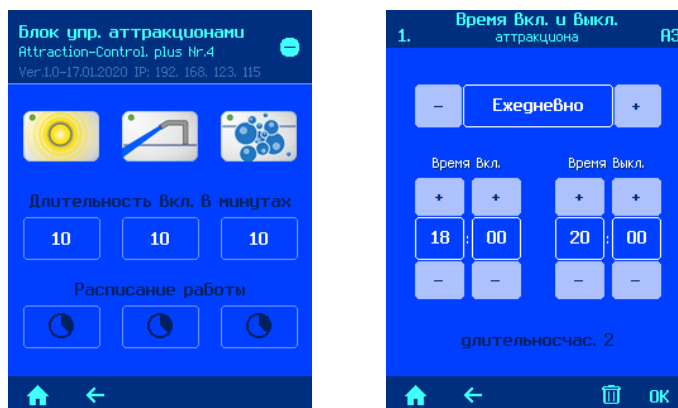 Блок упр. аттракционами
Attraction-Control. plus Nr.4
Ver.1.0-17.01.2020 IP: 192. 168. 123. 115
Длительность Вкл. В минутах
10 10 10
Расписание работы
Время Вкл. и Выкл.
1. аттракциона АЗ
- Ежедневно +
Время Вкл. Время Выкл.
+ + + +
18 : 00 20 : 00
- - - -
длительносчас. 2
OK